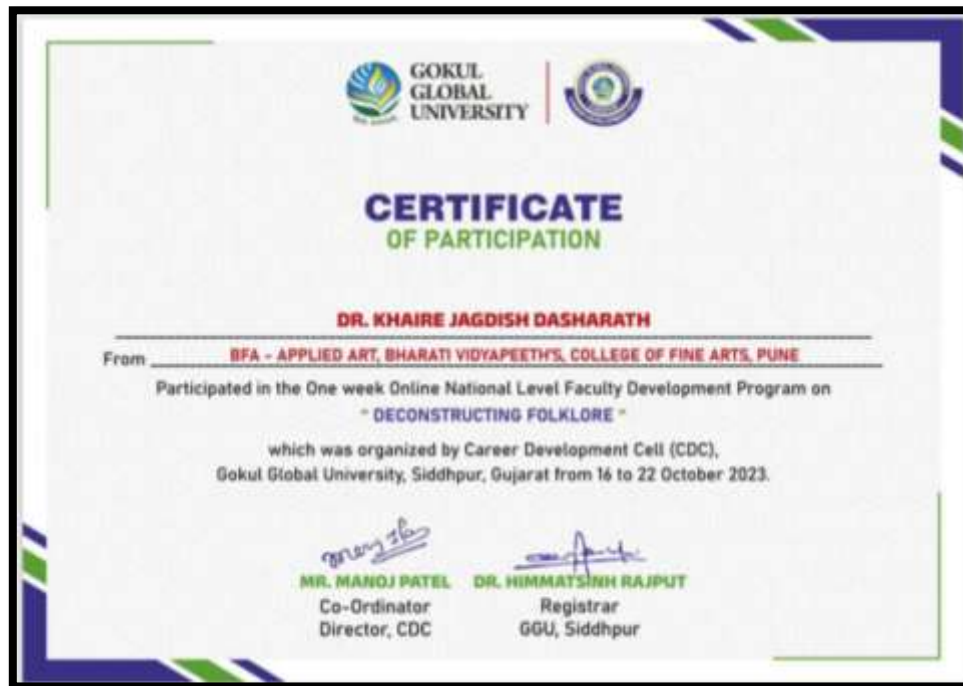 GOKUL
GLOBAL
UNIVERSITY
CERTIFICATE
OF PARTICIPATION
DR. KHAIRE JAGDISH DASHARATH
From BFA - APPLIED ART, BHARATI VIDYAPEETH'S, COLLEGE OF FINE ARTS, PUNE
Participated in the One week Online National Level Faculty Development Program on
" DECONSTRUCTING FOLKLORE "
which was organized by Career Development Cell (CDC),
Gokul Global University, Siddhpur, Gujarat from 16 to 22 October 2023.
MR. MANOJ PATEL DR. HIMMATSINH RAJPUT
Co-Ordinator Registrar
Director, CDC GGU, Siddhpur